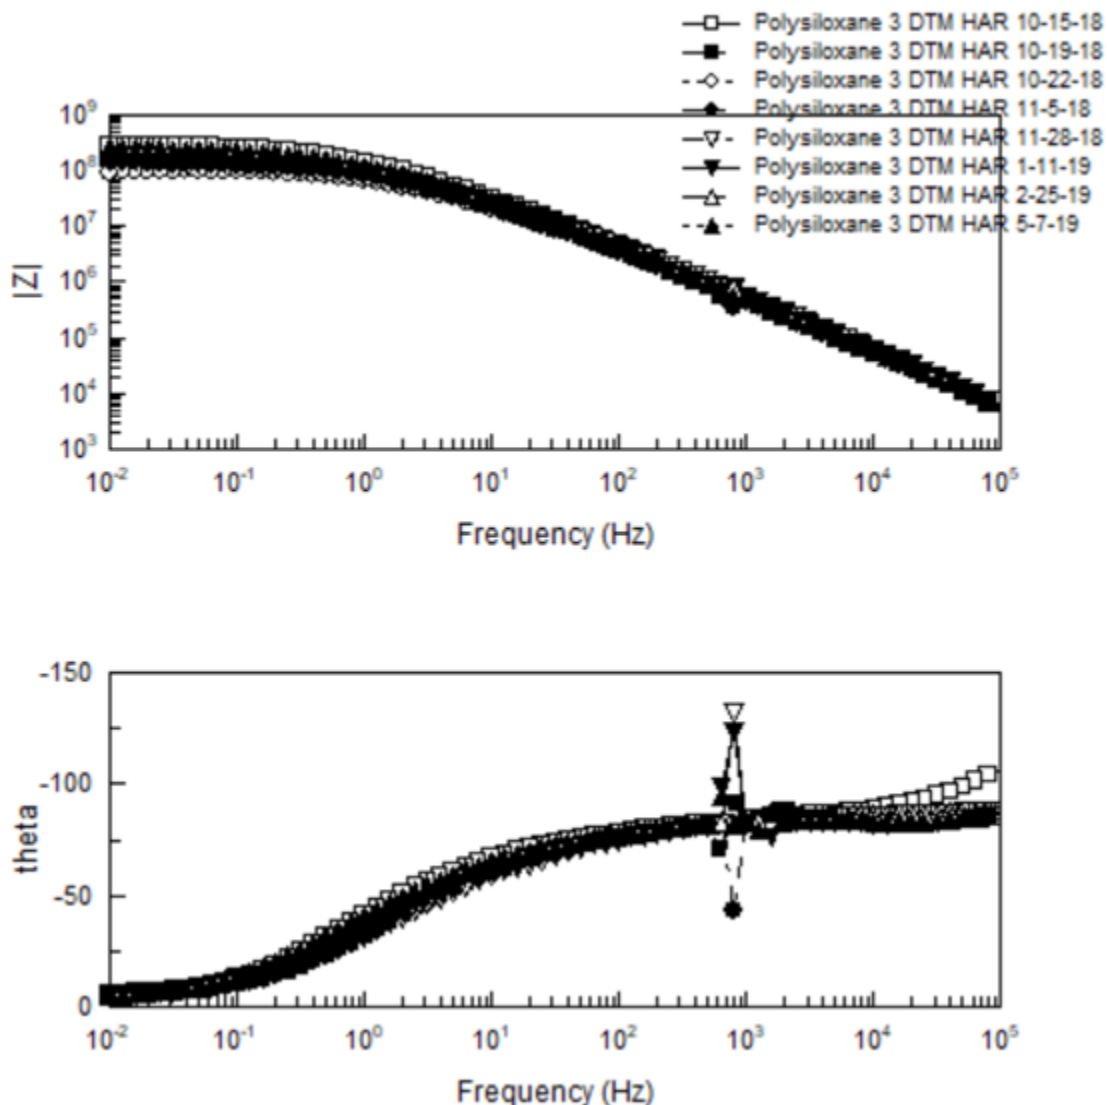 Polysiloxane 3 DTM HAR 10-15-18
Polysiloxane 3 DTM HAR 10-19-18
Polysiloxane 3 DTM HAR 10-22-18
Polysiloxane 3 DTM HAR 11-5-18
Polysiloxane 3 DTM HAR 11-28-18
Polysiloxane 3 DTM HAR 1-11-19
Polysiloxane 3 DTM HAR 2-25-19
Polysiloxane 3 DTM HAR 5-7-19
10⁹
10⁸
10⁷
10⁶
10⁵
10⁴
10³
|Z|
10⁻² 10⁻¹ 10⁰ 10¹ 10² 10³ 10⁴ 10⁵
Frequency (Hz)
-150
-100
-50
0
theta
10⁻² 10⁻¹ 10⁰ 10¹ 10² 10³ 10⁴ 10⁵
Frequency (Hz)